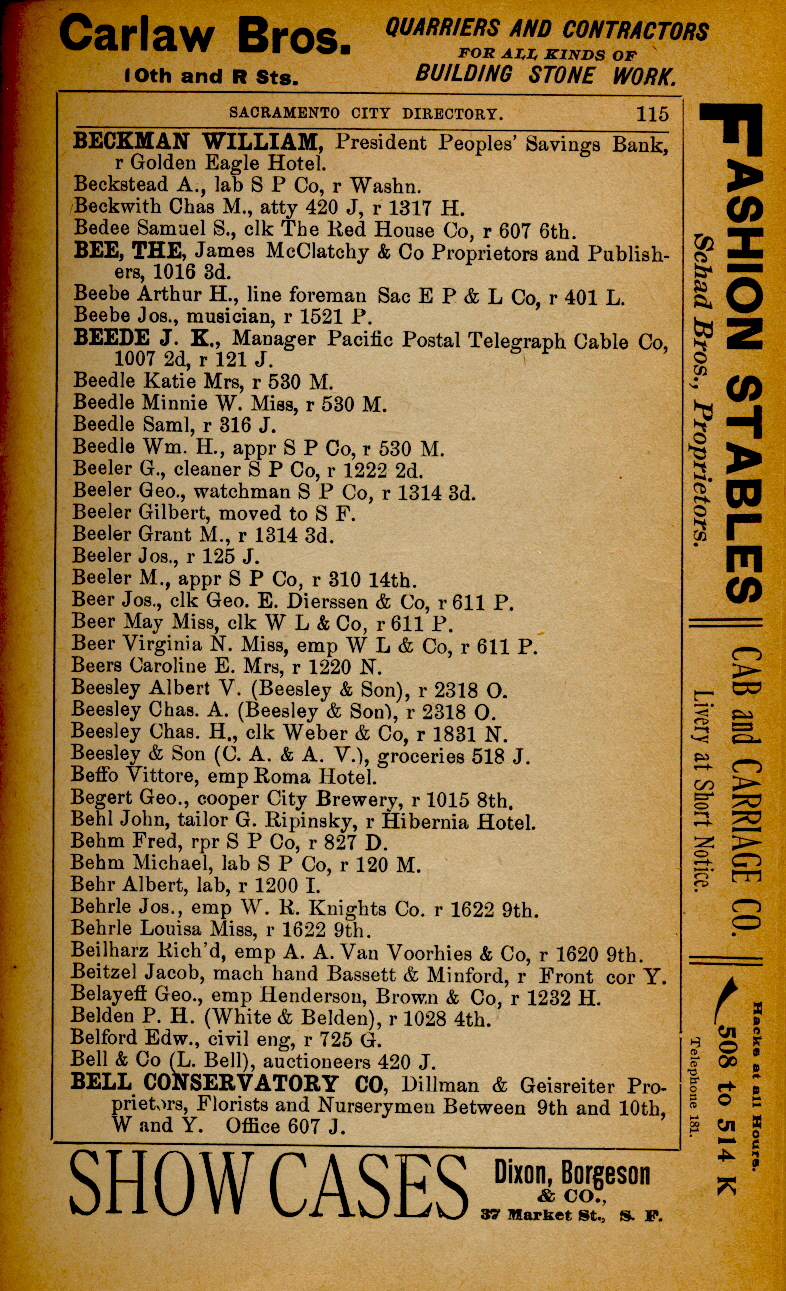 Carlaw Bros.
10th and R Sts.
QUARRIERS AND CONTRACTORS
FOR ALL KINDS OF
BUILDING STONE WORK.
SACRAMENTO CITY DIRECTORY. 115
BECKMAN WILLIAM, President Peoples' Savings Bank,
r Golden Eagle Hotel.
Beckstead A., lab S P Co, r Washn.
Beckwith Chas M., atty 420 J, r 1317 H.
Bedee Samuel S., clk The Red House Co, r 607 6th.
BEE, THE, James McClatchy & Co Proprietors and Publish-
ers, 1016 3d.
Beebe Arthur H., line foreman Sac E P & L Co, r 401 L.
Beebe Jos., musician, r 1521 P.
BEEDE J. K., Manager Pacific Postal Telegraph Cable Co,
1007 2d, r 121 J.
Beedle Katie Mrs, r 530 M.
Beedle Minnie W. Miss, r 530 M.
Beedle Saml, r 316 J.
Beedle Wm. H., appr S P Co, r 530 M.
Beeler G., cleaner S P Co, r 1222 2d.
Beeler Geo., watchman S P Co, r 1314 3d.
Beeler Gilbert, moved to S F.
Beeler Grant M., r 1314 3d.
Beeler Jos., r 125 J.
Beeler M., appr S P Co, r 310 14th.
Beer Jos., clk Geo. E. Dierssen & Co, r 611 P.
Beer May Miss, clk W L & Co, r 611 P.
Beer Virginia N. Miss, emp W L & Co, r 611 P.
Beers Caroline E. Mrs, r 1220 N.
Beesley Albert V. (Beesley & Son), r 2318 O.
Beesley Chas. A. (Beesley & Son), r 2318 O.
Beesley Chas. H., clk Weber & Co, r 1831 N.
Beesley & Son (C. A. & A. V.), groceries 518 J.
Beffo Vittore, emp Roma Hotel.
Begert Geo., cooper City Brewery, r 1015 8th.
Behl John, tailor G. Ripinsky, r Hibernia Hotel.
Behm Fred, rpr S P Co, r 827 D.
Behm Michael, lab S P Co, r 120 M.
Behr Albert, lab, r 1200 I.
Behrle Jos., emp W. R. Knights Co. r 1622 9th.
Behrle Louisa Miss, r 1622 9th.
Beilharz Rich'd, emp A. A. Van Voorhies & Co, r 1620 9th.
Beitzel Jacob, mach hand Bassett & Minford, r Front cor Y.
Belayeff Geo., emp Henderson, Brown & Co, r 1232 H.
Belden P. H. (White & Belden), r 1028 4th.
Belford Edw., civil eng, r 725 G.
Bell & Co (L. Bell), auctioneers 420 J.
BELL CONSERVATORY CO, Dillman & Geisreiter Pro-
prietors, Florists and Nurserymen Between 9th and 10th,
W and Y. Office 607 J.
FASHION STABLES
Schad Bros., Proprietors.
CAB and CARRIAGE CO.
Livery at Short Notice.
Hacks at all Hours.
508 to 514 K
Telephone 181.
SHOW CASES
Dixon, Borgeson
& CO.,
37 Market St., S. F.